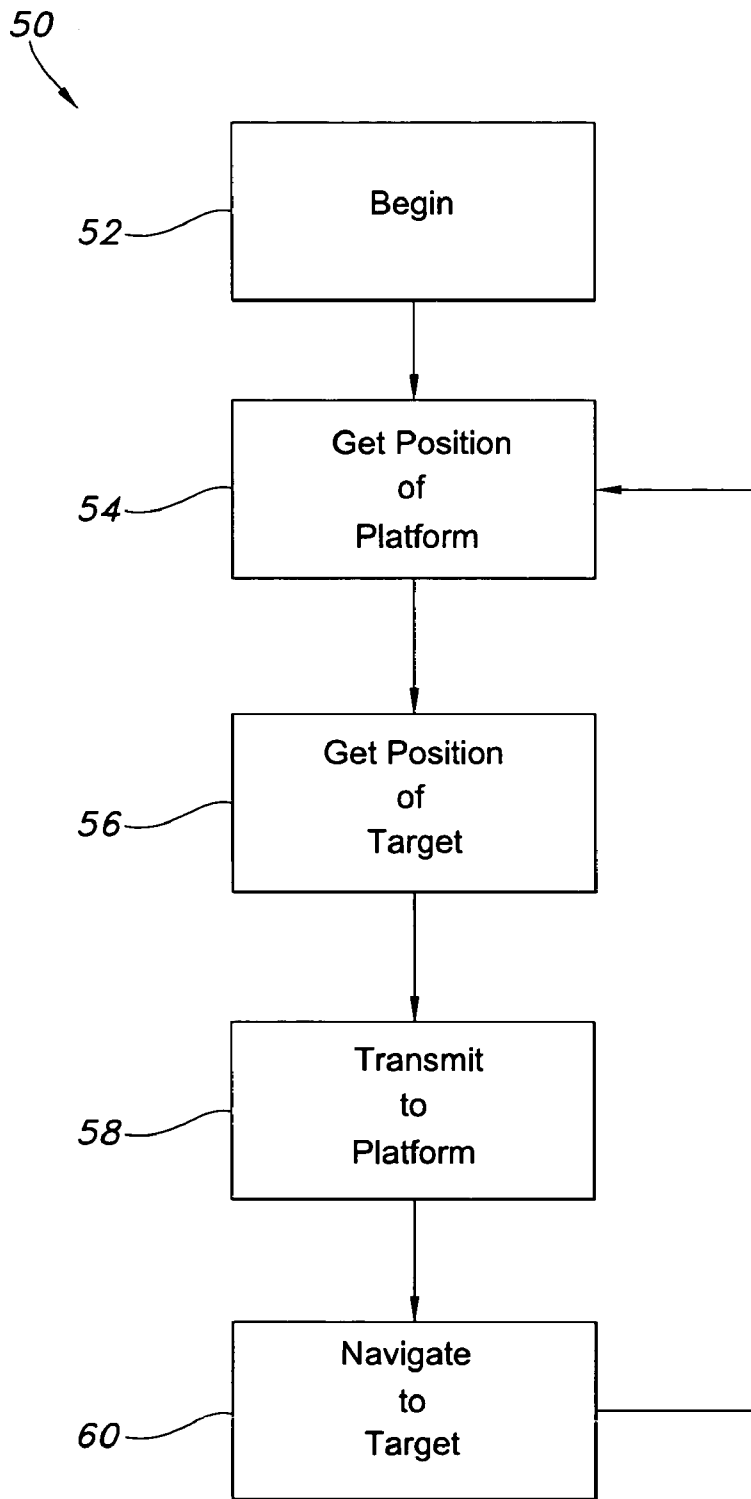 50
Begin
52
Get Position
of
Platform
54
Get Position
of
Target
56
Transmit
to
Platform
58
Navigate
to
Target
60